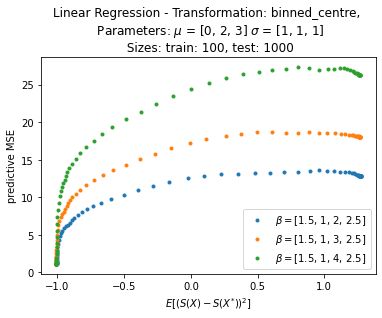 Linear Regression - Transformation: binned_centre,
Parameters: μ = [0, 2, 3] σ = [1, 1, 1]
Sizes: train: 100, test: 1000
predictive MSE
25
20
15
10
5
0
β = [1.5, 1, 2, 2.5]
β = [1.5, 1, 3, 2.5]
β = [1.5, 1, 4, 2.5]
−1.0 −0.5 0.0 0.5 1.0
E[(S(X) − S(X*))²]